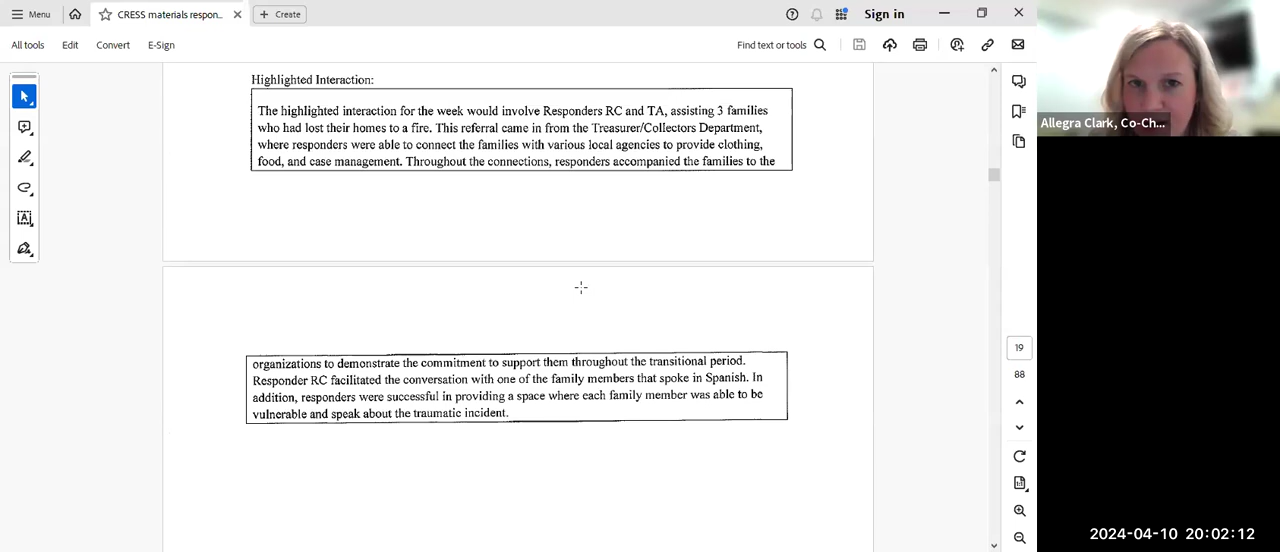 Menu
CRESS materials respon...
Create
Sign in
All tools
Edit
Convert
E-Sign
Find text or tools
Highlighted Interaction:
The highlighted interaction for the week would involve Responders RC and TA, assisting 3 families
who had lost their homes to a fire. This referral came in from the Treasurer/Collectors Department,
where responders were able to connect the families with various local agencies to provide clothing,
food, and case management. Throughout the connections, responders accompanied the families to the
organizations to demonstrate the commitment to support them throughout the transitional period.
Responder RC facilitated the conversation with one of the family members that spoke in Spanish. In
addition, responders were successful in providing a space where each family member was able to be
vulnerable and speak about the traumatic incident.
19
88
Allegra Clark, Co-Ch...
2024-04-10 20:02:12